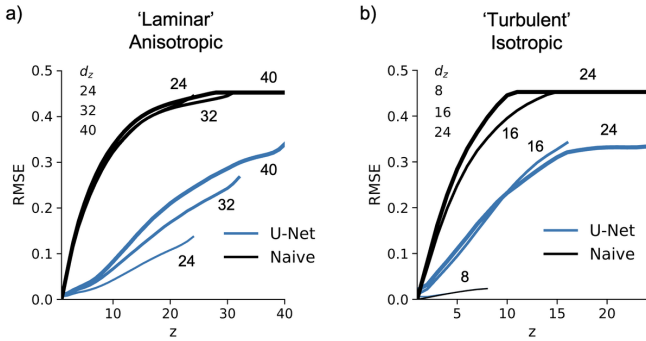 a)
'Laminar'
Anisotropic
d_z
24
32
40
24
40
32
40
32
24
U-Net
Naive
0.5
0.4
0.3
0.2
0.1
0.0
RMSE
10
20
30
40
z
b)
'Turbulent'
Isotropic
d_z
8
16
24
24
16
16
24
8
U-Net
Naive
0.5
0.4
0.3
0.2
0.1
0.0
RMSE
5
10
15
20
z